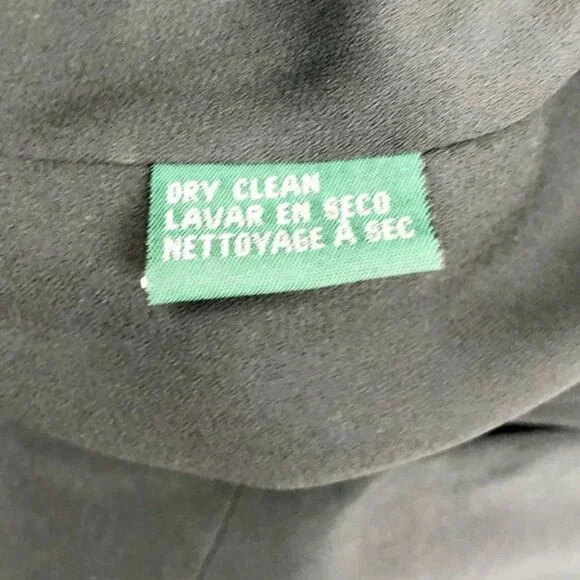 DRY CLEAN
LAVAR EN SECO
NETTOYAGE À SEC